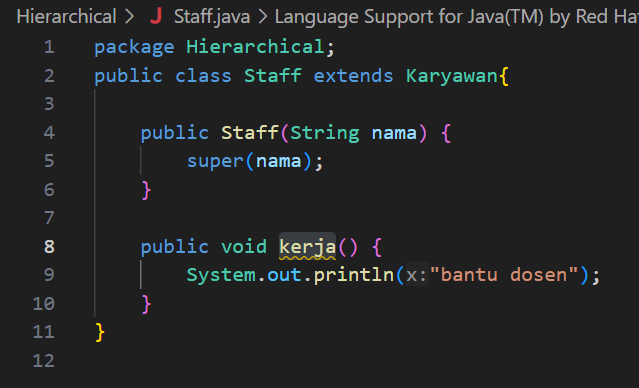 Hierarchical > J Staff.java > Language Support for Java(TM) by Red Ha
1 package Hierarchical;
2 public class Staff extends Karyawan{
3
4     public Staff(String nama) {
5         super(nama);
6     }
7
8     public void kerja() {
9         System.out.println(x:"bantu dosen");
10     }
11 }
12